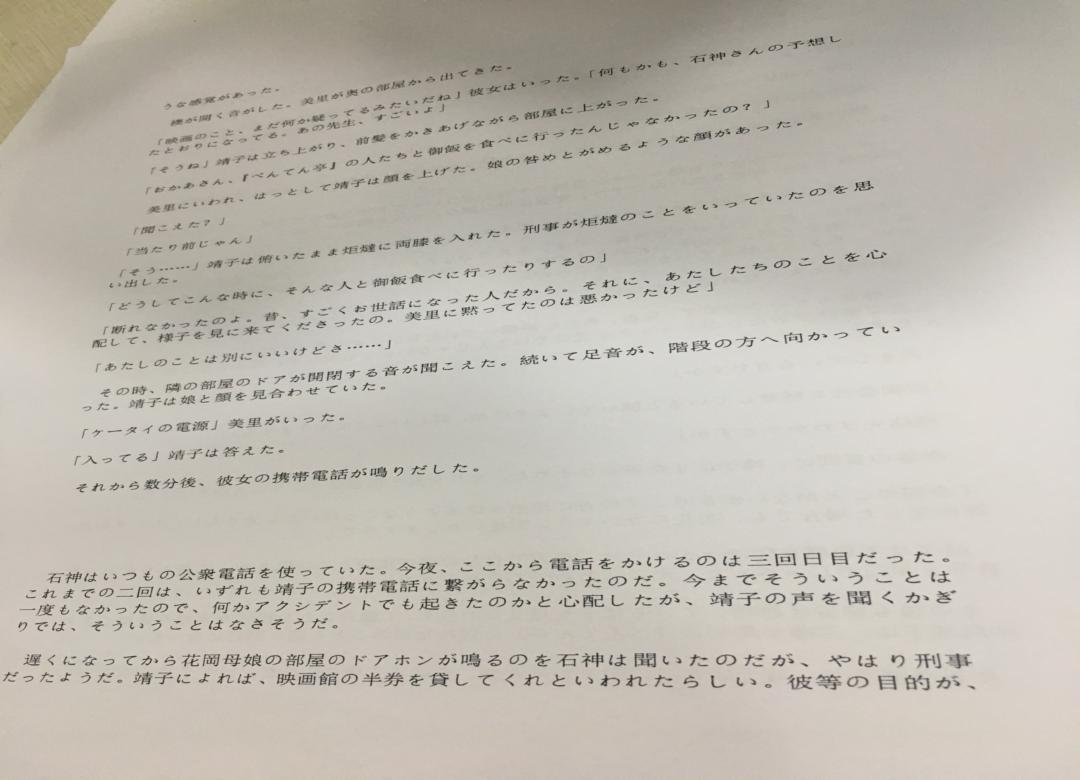 うな感覚があった。
襖が開く音がした。美里が奥の部屋から出てきた。
「映画のこと、まだ何か疑ってるみたいだね」彼女はいった。「何もかも、石神さんの予想し
たとおりになってる。あの先生、すごいよ」
「そうね」靖子は立ち上がり、前髪をかきあげながら部屋に上がった。
「おかあさん、『べんてん亭』の人たちと御飯を食べに行ったんじゃなかったの？」
美里にいわれ、はっとして靖子は顔を上げた。娘の咎めとがめるような顔があった。
「聞こえた？」
「当たり前じゃん」
「そう……」靖子は俯いたまま炬燵に両膝を入れた。刑事が炬燵のことをいっていたのを思
い出した。
「どうしてこんな時に、そんな人と御飯食べに行ったりするの」
「断れなかったのよ。昔、すごくお世話になった人だから。それに、あたしたちのことを心
配して、様子を見に来てくださったの。美里に黙ってたのは悪かったけど」
「あたしのことは別にいいけどさ……」
その時、隣の部屋のドアが開閉する音が聞こえた。続いて足音が、階段の方へ向かってい
った。靖子は娘と顔を見合わせていた。
「ケータイの電源」美里がいった。
「入ってる」靖子は答えた。
それから数分後、彼女の携帯電話が鳴りだした。
石神はいつもの公衆電話を使っていた。今夜、ここから電話をかけるのは三回日目だった。
これまでの二回は、いずれも靖子の携帯電話に繋がらなかったのだ。今までそういうことは
一度もなかったので、何かアクシデントでも起きたのかと心配したが、靖子の声を聞くかぎ
りでは、そういうことはなさそうだ。
遅くになってから花岡母娘の部屋のドアホンが鳴るのを石神は聞いたのだが、やはり刑事
だったようだ。靖子によれば、映画館の半券を貸してくれといわれたらしい。彼等の目的が、